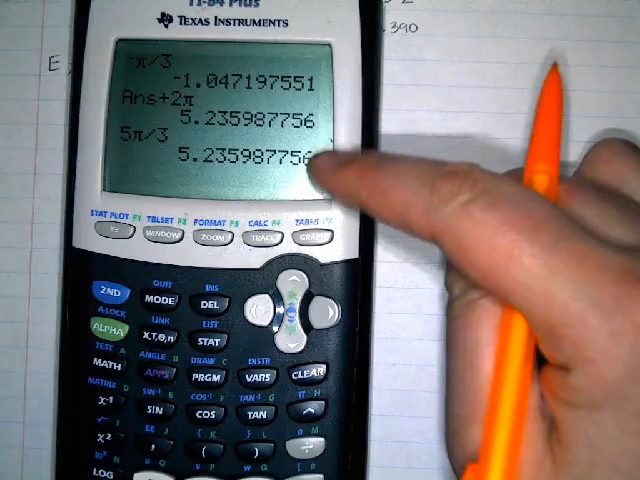 TI-84 Plus
TEXAS INSTRUMENTS
.390
E
-π/3
-1.047197551
Ans+2π
5.235987756
5π/3
5.235987756
STAT PLOT F1 TBLSET F2 FORMAT F3 CALC F4
Y= WINDOW ZOOM TRACE GRAPH
QUIT INS
2ND MODE DEL
A-LOCK LINK LIST
ALPHA X,T,θ,n STAT
TEST A ANGLE B DRAW C DISTR
MATH APPS PRGM VARS CLEAR
MATRIX D SIN⁻¹ E COS⁻¹ F TAN⁻¹ G π H
x⁻¹ SIN COS TAN ^
√ I EE J { K } L e M
x² , ( ) ÷
10ˣ N u O v P w Q [ R
LOG